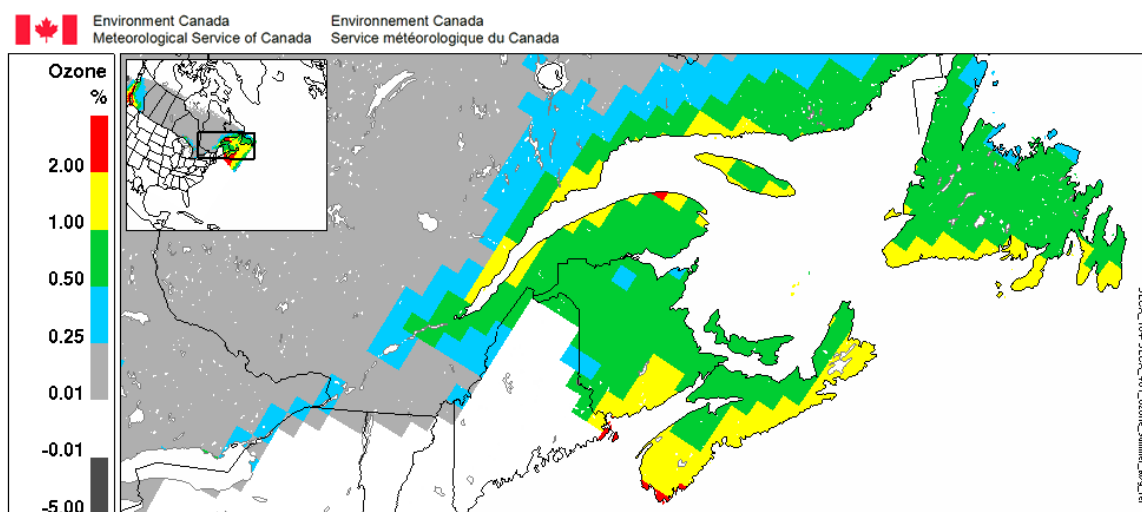 Environment Canada
Meteorological Service of Canada
Environnement Canada
Service météorologique du Canada
Ozone
%
2.00
1.00
0.50
0.25
0.01
-0.01
-5.00